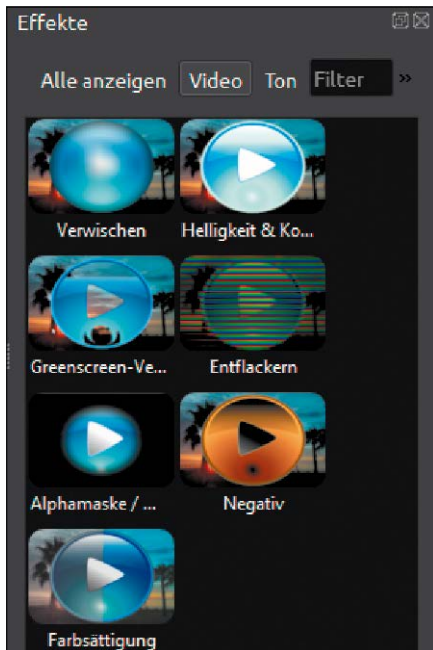 Effekte
Alle anzeigen Video Ton Filter »
Verwischen Helligkeit & Ko...
Greenscreen-Ve... Entflackern
Alphamaske / ... Negativ
Farbsättigung